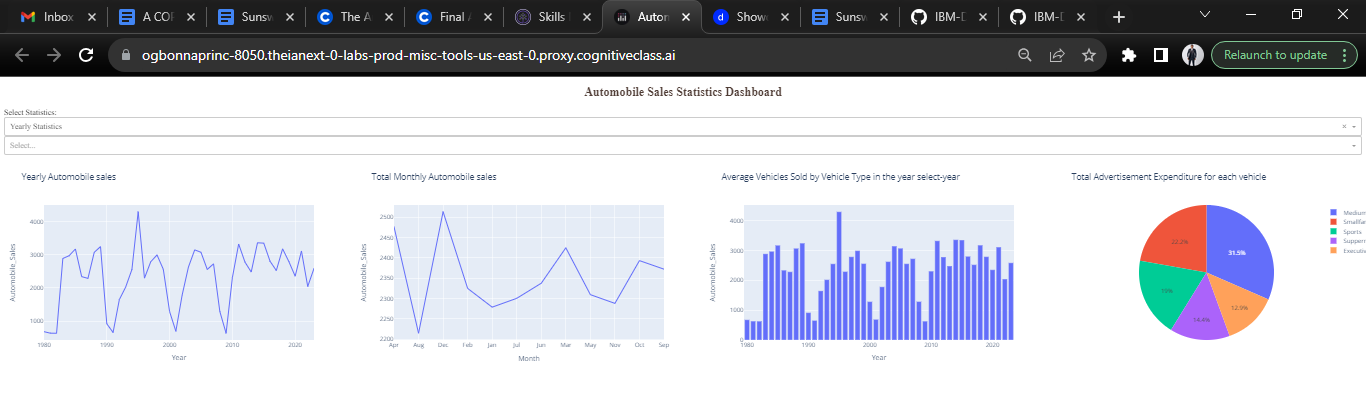 Inbox
A COP
Sunsw
The A
Final A
Skills
Auton
Show
Sunsw
IBM-D
IBM-D
ogbonnaprinc-8050.theianext-0-labs-prod-misc-tools-us-east-0.proxy.cognitiveclass.ai
Relaunch to update
Automobile Sales Statistics Dashboard
Select Statistics:
Yearly Statistics
Select...
Yearly Automobile sales
Automobile_Sales
4000
3000
2000
1000
1980
1990
2000
2010
2020
Year
Total Monthly Automobile sales
Automobile_Sales
2500
2450
2400
2350
2300
2250
2200
Apr
Aug
Dec
Feb
Jan
Jul
Jun
Mar
May
Nov
Oct
Sep
Month
Average Vehicles Sold by Vehicle Type in the year select-year
Automobile_Sales
4000
3000
2000
1000
0
1980
1990
2000
2010
2020
Year
Total Advertisement Expenditure for each vehicle
31.5%
22.2%
19%
14.4%
12.9%
Medium
Smallfa
Sports
Supperm
Executi